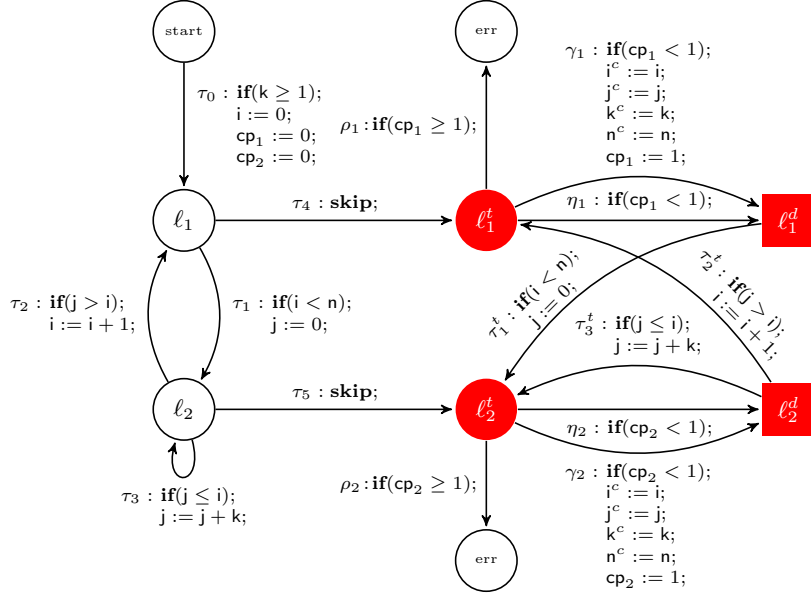 start
err
τ₀ : if(k ≥ 1);
i := 0;
cp₁ := 0;
cp₂ := 0;
ρ₁ : if(cp₁ ≥ 1);
γ₁ : if(cp₁ < 1);
iᶜ := i;
jᶜ := j;
kᶜ := k;
nᶜ := n;
cp₁ := 1;
ℓ₁
τ₄ : skip;
ℓ₁ᵗ
η₁ : if(cp₁ < 1);
ℓ₁ᵈ
τ₂ : if(j > i);
i := i + 1;
τ₁ : if(i < n);
j := 0;
τ₁ᵗ : if(i < n);
j := 0;
τ₂ᵗ : if(j > i);
i := i + 1;
τ₃ᵗ : if(j ≤ i);
j := j + k;
ℓ₂
τ₅ : skip;
ℓ₂ᵗ
η₂ : if(cp₂ < 1);
ℓ₂ᵈ
τ₃ : if(j ≤ i);
j := j + k;
ρ₂ : if(cp₂ ≥ 1);
γ₂ : if(cp₂ < 1);
iᶜ := i;
jᶜ := j;
kᶜ := k;
nᶜ := n;
cp₂ := 1;
err